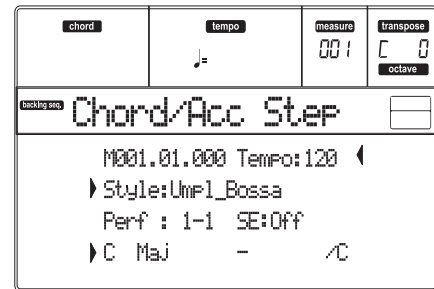 chord tempo measure transpose
♩= 001 C 0
octave
backing seq. Chord/Acc Step
M001.01.000 Tempo:120
Style:Umpl_Bossa
Perf : 1-1 SE:Off
C Maj - /C